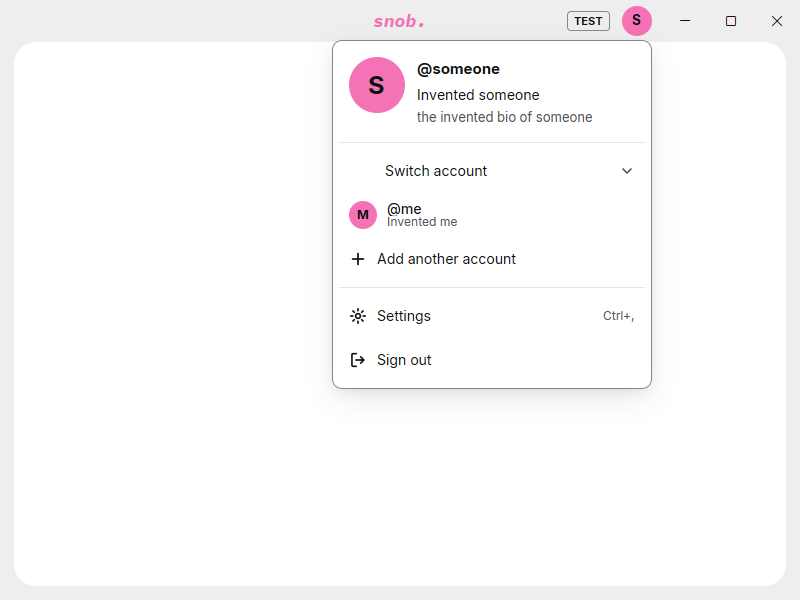 snob.
TEST
S
S
@someone
Invented someone
the invented bio of someone
Switch account
M
@me
Invented me
Add another account
Settings
Ctrl+,
Sign out